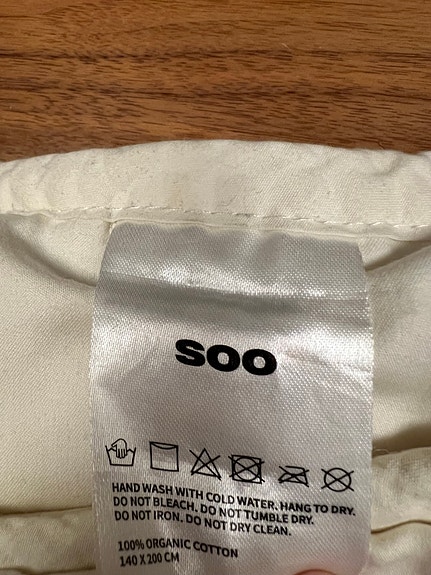 SOO
HAND WASH WITH COLD WATER. HANG TO DRY.
DO NOT BLEACH. DO NOT TUMBLE DRY.
DO NOT IRON. DO NOT DRY CLEAN.
100% ORGANIC COTTON
140 X 200 CM